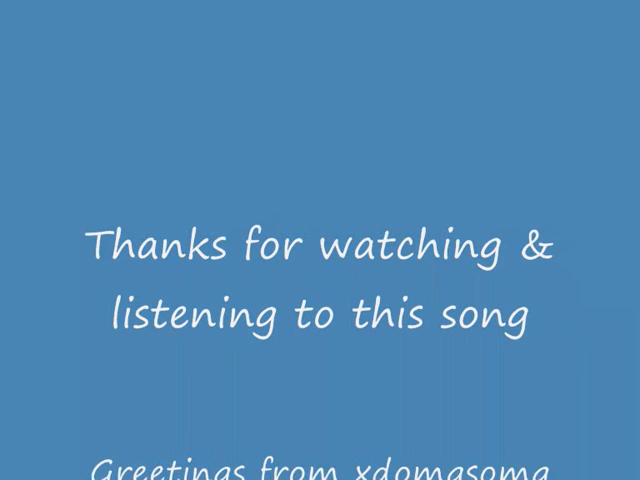 Thanks for watching &
listening to this song
Greetings from xdomasoma